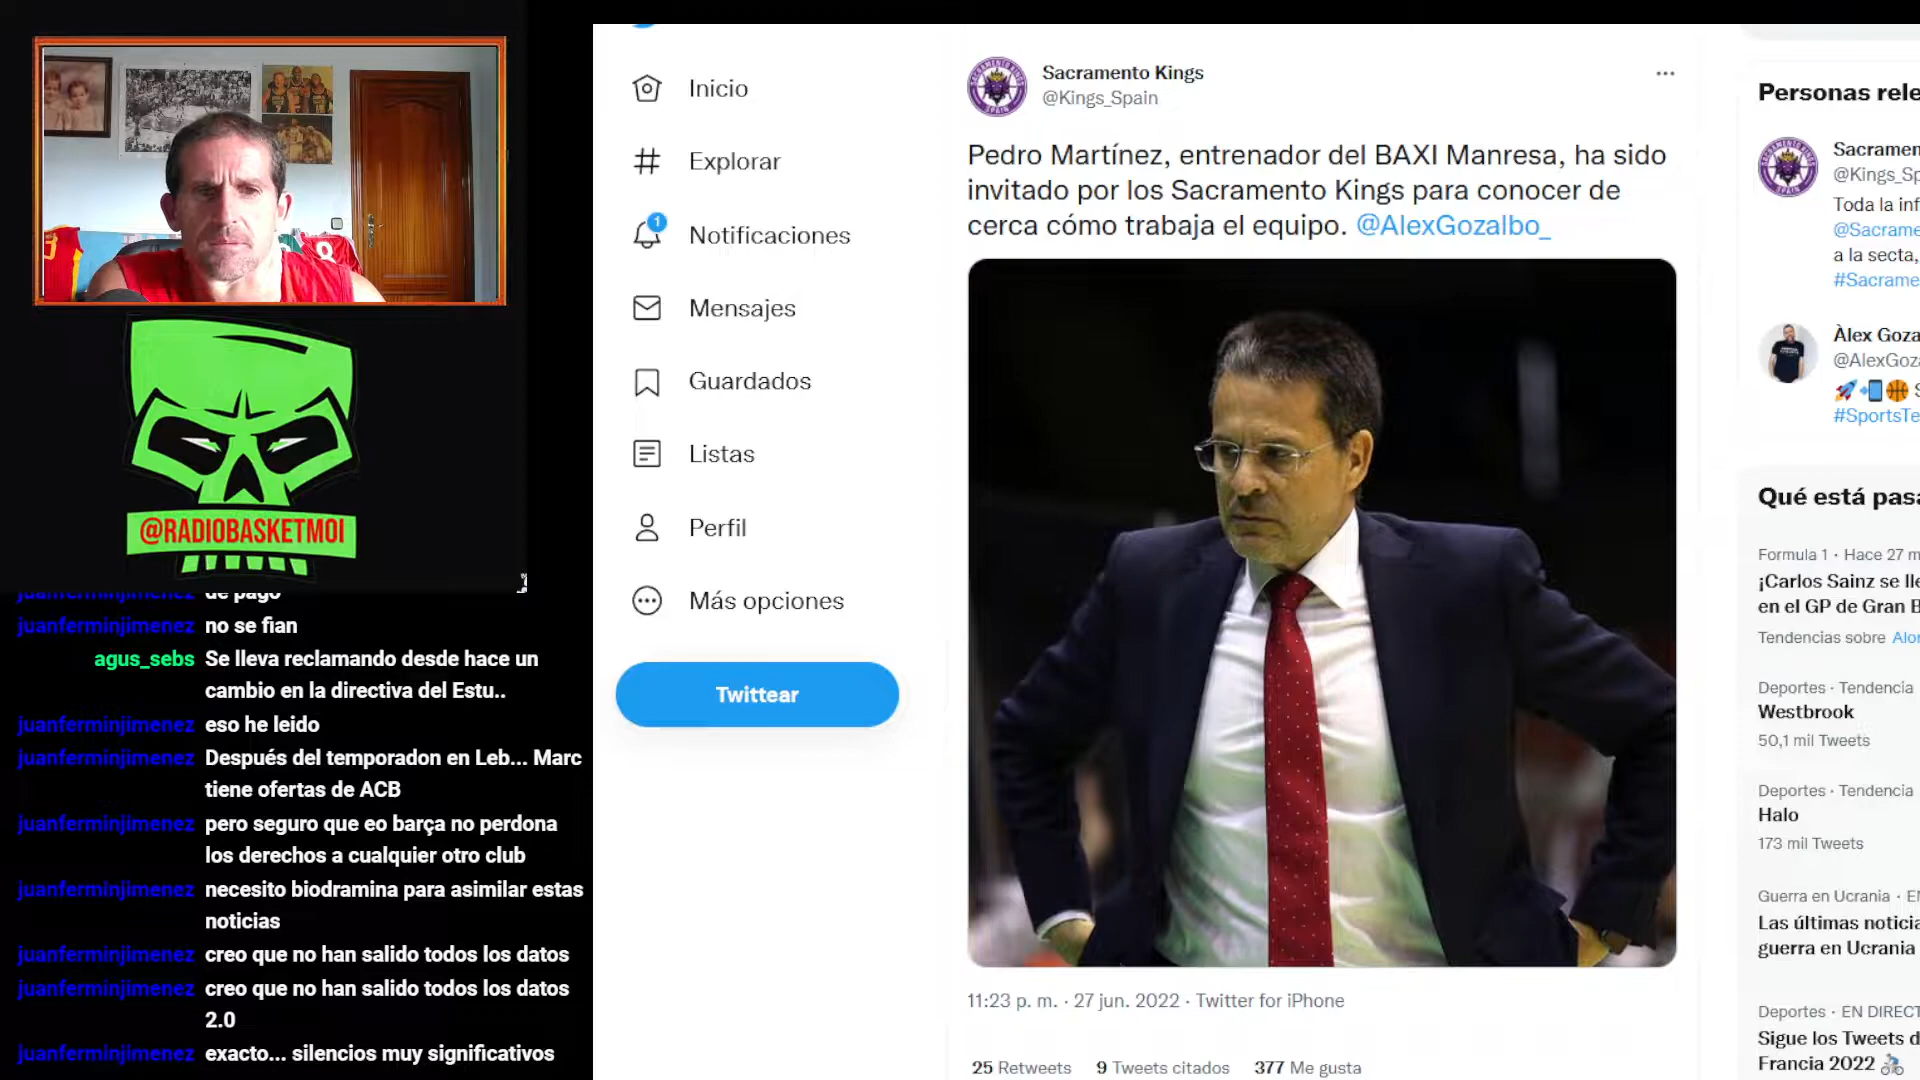 @RADIOBASKETMOI
juanferminjimenez de pago
juanferminjimenez no se fian
agus_sebs Se lleva reclamando desde hace un
cambio en la directiva del Estu..
juanferminjimenez eso he leido
juanferminjimenez Después del temporadon en Leb... Marc
tiene ofertas de ACB
juanferminjimenez pero seguro que eo barça no perdona
los derechos a cualquier otro club
juanferminjimenez necesito biodramina para asimilar estas
noticias
juanferminjimenez creo que no han salido todos los datos
juanferminjimenez creo que no han salido todos los datos
2.0
juanferminjimenez exacto... silencios muy significativos
Inicio
Explorar
1
Notificaciones
Mensajes
Guardados
Listas
Perfil
Más opciones
Twittear
Sacramento Kings
@Kings_Spain
Pedro Martínez, entrenador del BAXI Manresa, ha sido
invitado por los Sacramento Kings para conocer de
cerca cómo trabaja el equipo. @AlexGozalbo_
11:23 p. m. · 27 jun. 2022 · Twitter for iPhone
25 Retweets 9 Tweets citados 377 Me gusta
Personas rele
SPAIN
Sacramen
@Kings_Sp
Toda la inf
@Sacrame
a la secta,
#Sacrame
Àlex Goza
@AlexGoza
🚀📲🏀 S
#SportsTe
Qué está pasa
Formula 1 · Hace 27 m
¡Carlos Sainz se lle
en el GP de Gran B
Tendencias sobre Alo
Deportes · Tendencia
Westbrook
50,1 mil Tweets
Deportes · Tendencia
Halo
173 mil Tweets
Guerra en Ucrania · E
Las últimas noticia
guerra en Ucrania
Deportes · EN DIRECT
Sigue los Tweets d
Francia 2022 🚴